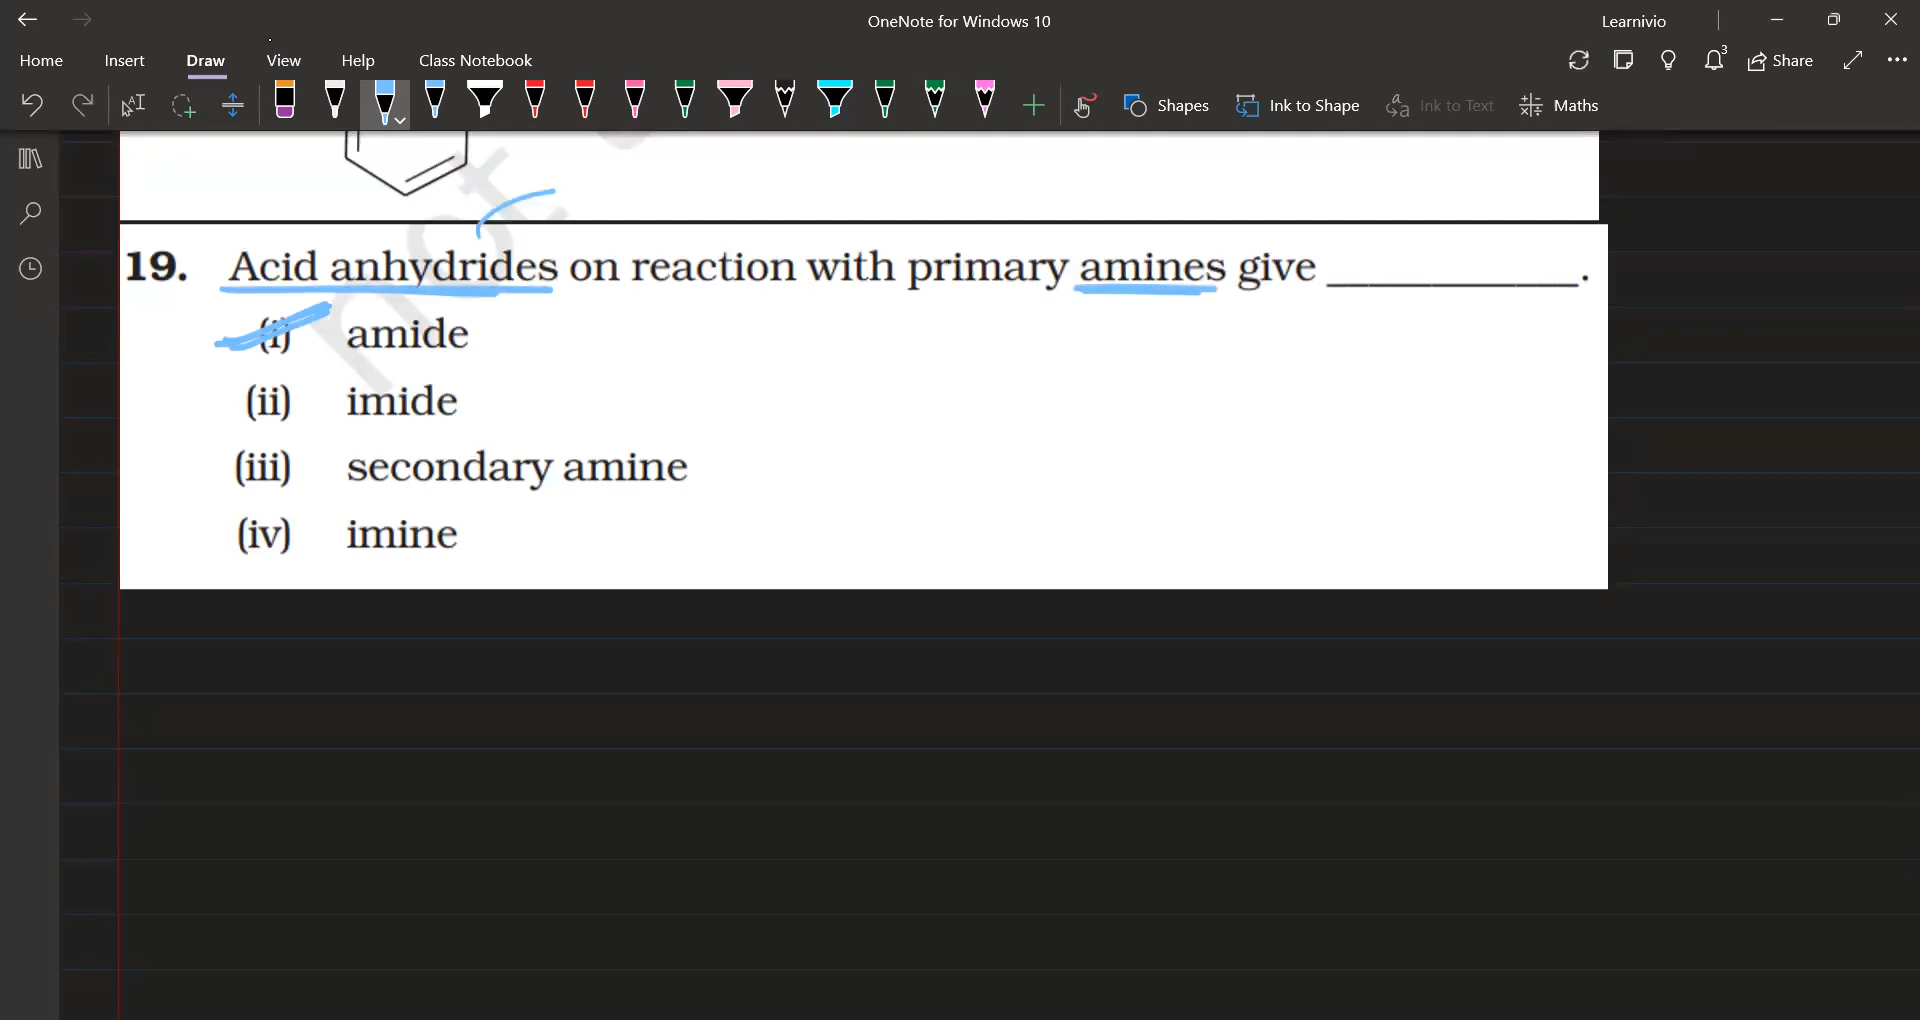 OneNote for Windows 10
Learnivio
Home Insert Draw View Help Class Notebook
3
Share
Shapes Ink to Shape Ink to Text Maths
not
19. Acid anhydrides on reaction with primary amines give ____________.
(i) amide
(ii) imide
(iii) secondary amine
(iv) imine